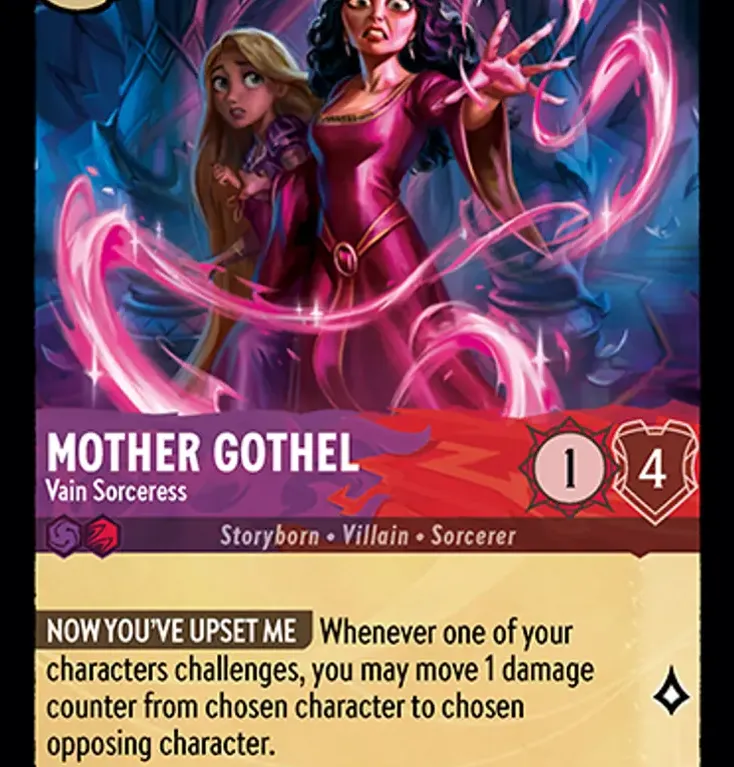 MOTHER GOTHEL
Vain Sorceress
1
4
Storyborn • Villain • Sorcerer
NOW YOU'VE UPSET ME Whenever one of your
characters challenges, you may move 1 damage
counter from chosen character to chosen
opposing character.